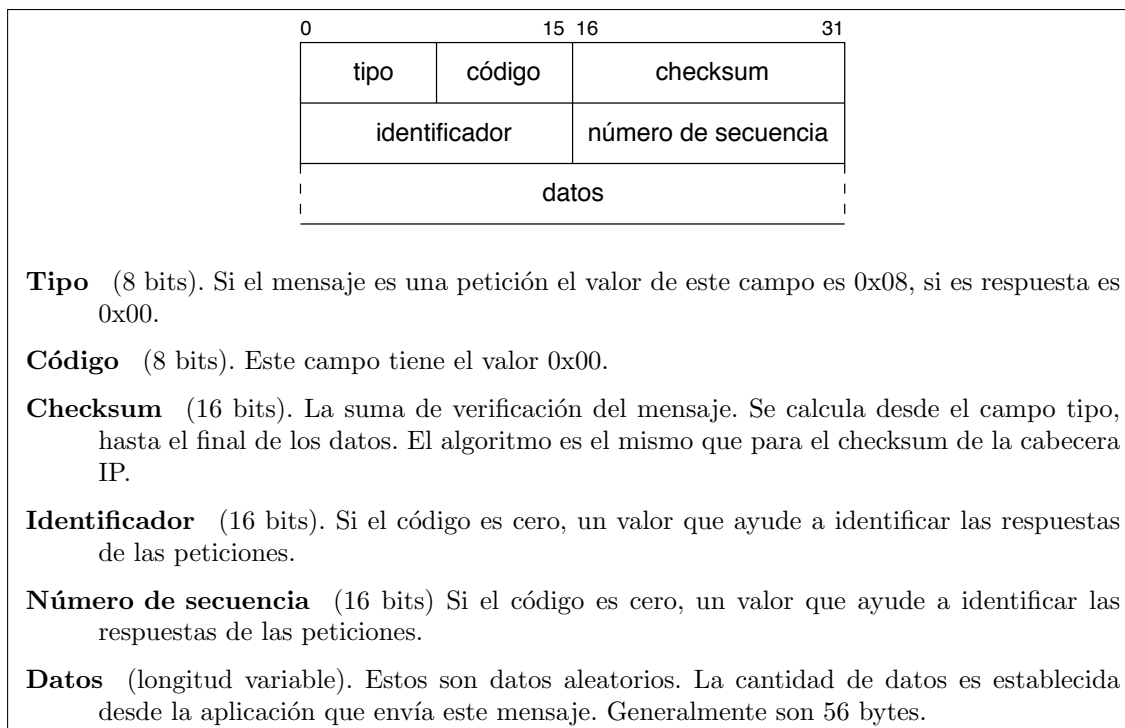 0 15 16 31
tipo código checksum
identificador número de secuencia
datos
Tipo (8 bits). Si el mensaje es una petición el valor de este campo es 0x08, si es respuesta es
0x00.
Código (8 bits). Este campo tiene el valor 0x00.
Checksum (16 bits). La suma de verificación del mensaje. Se calcula desde el campo tipo,
hasta el final de los datos. El algoritmo es el mismo que para el checksum de la cabecera
IP.
Identificador (16 bits). Si el código es cero, un valor que ayude a identificar las respuestas
de las peticiones.
Número de secuencia (16 bits) Si el código es cero, un valor que ayude a identificar las
respuestas de las peticiones.
Datos (longitud variable). Estos son datos aleatorios. La cantidad de datos es establecida
desde la aplicación que envía este mensaje. Generalmente son 56 bytes.